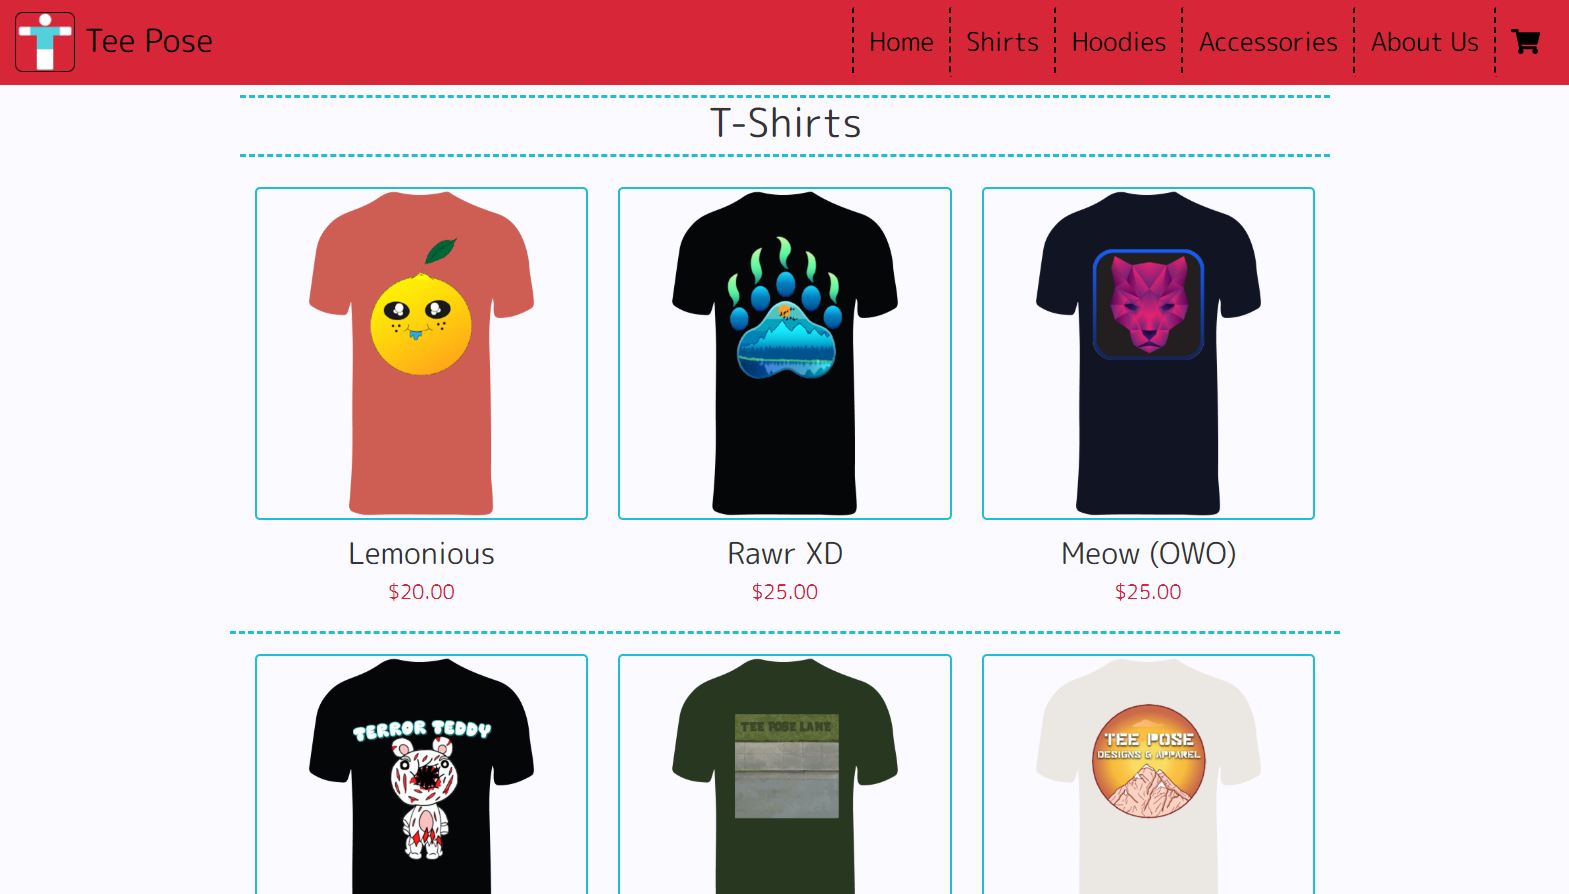 Tee Pose
Home
Shirts
Hoodies
Accessories
About Us
T-Shirts
Lemonious
Rawr XD
Meow (OWO)
$20.00
$25.00
$25.00
TERROR TEDDY
TEE POSE LANE
TEE POSE
DESIGNS & APPAREL